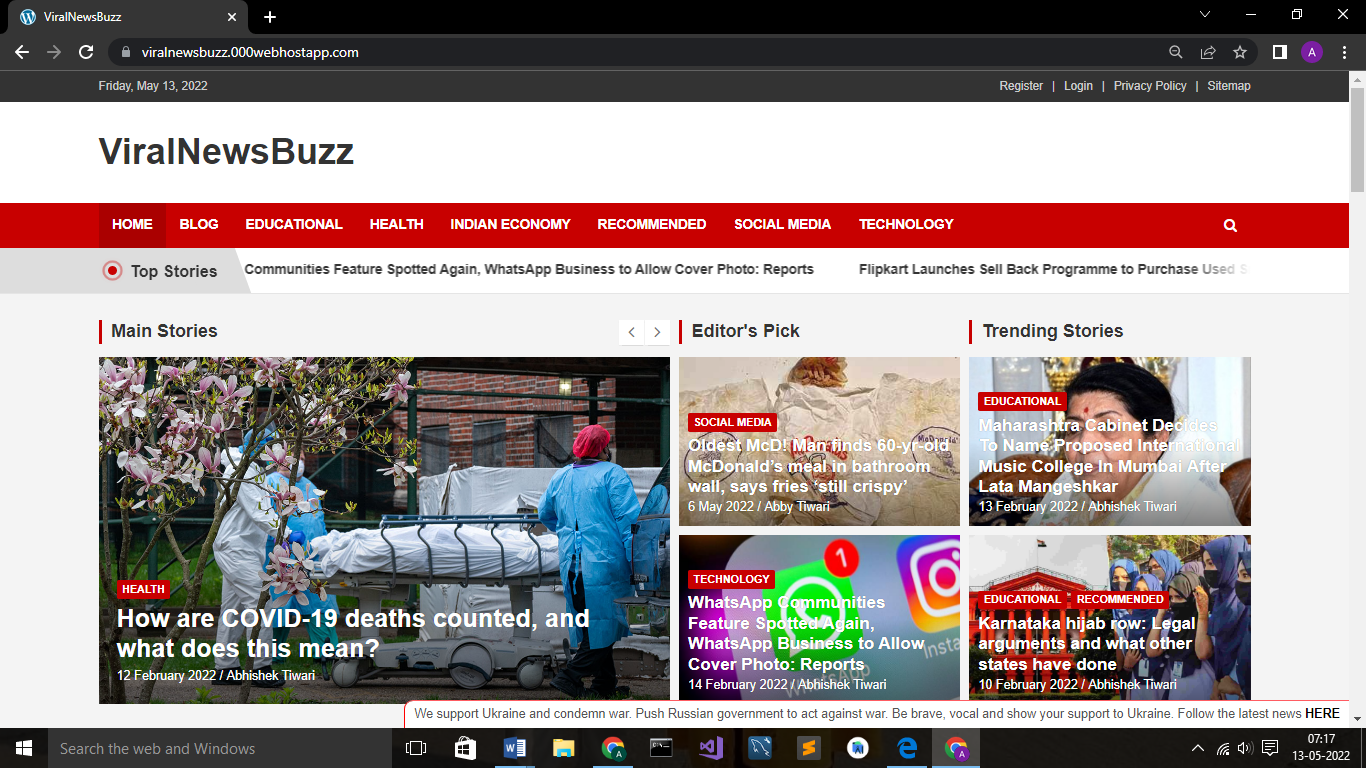 ViralNewsBuzz
viralnewsbuzz.000webhostapp.com
A
Friday, May 13, 2022
Register | Login | Privacy Policy | Sitemap
ViralNewsBuzz
HOME BLOG EDUCATIONAL HEALTH INDIAN ECONOMY RECOMMENDED SOCIAL MEDIA TECHNOLOGY
Top Stories
Communities Feature Spotted Again, WhatsApp Business to Allow Cover Photo: Reports
Flipkart Launches Sell Back Programme to Purchase Used
Main Stories
HEALTH
How are COVID-19 deaths counted, and
what does this mean?
12 February 2022 / Abhishek Tiwari
Editor's Pick
SOCIAL MEDIA
Oldest McD! Man finds 60-yr-old
McDonald’s meal in bathroom
wall, says fries ‘still crispy’
6 May 2022 / Abby Tiwari
1
TECHNOLOGY
WhatsApp Communities
Feature Spotted Again,
WhatsApp Business to Allow
Cover Photo: Reports
14 February 2022 / Abhishek Tiwari
WhatsApp
Insta
Trending Stories
EDUCATIONAL
Maharashtra Cabinet Decides
To Name Proposed International
Music College In Mumbai After
Lata Mangeshkar
13 February 2022 / Abhishek Tiwari
EDUCATIONAL RECOMMENDED
Karnataka hijab row: Legal
arguments and what other
states have done
10 February 2022 / Abhishek Tiwari
We support Ukraine and condemn war. Push Russian government to act against war. Be brave, vocal and show your support to Ukraine. Follow the latest news HERE
Search the web and Windows
07:17
13-05-2022